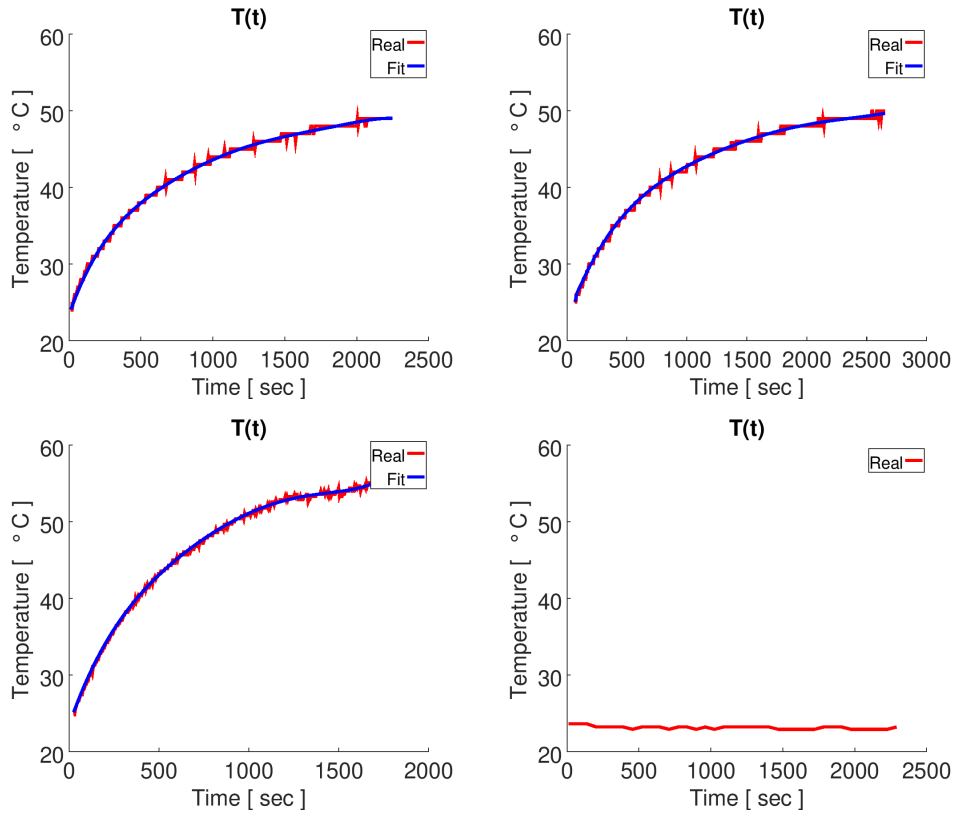 T(t)
60
50
40
30
20
Temperature [ ° C ]
Real
Fit
0 500 1000 1500 2000 2500
Time [ sec ]
T(t)
60
50
40
30
20
Temperature [ ° C ]
Real
Fit
0 500 1000 1500 2000 2500 3000
Time [ sec ]
T(t)
60
50
40
30
20
Temperature [ ° C ]
Real
Fit
0 500 1000 1500 2000
Time [ sec ]
T(t)
60
50
40
30
20
Temperature [ ° C ]
Real
0 500 1000 1500 2000 2500
Time [ sec ]